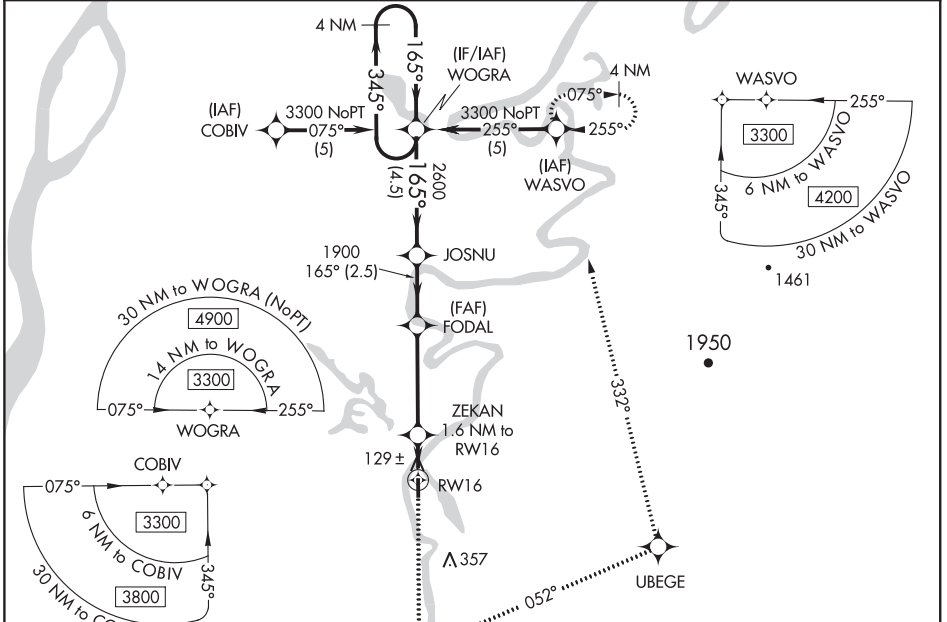 4 NM
165°
345°
(IF/IAF)
WOGRA
4 NM
075°
255°
(IAF)
COBIV
3300 NoPT
075°
(5)
3300 NoPT
255°
(5)
(IAF)
WASVO
2600
165°
(4.5)
JOSNU
1900
165° (2.5)
(FAF)
FODAL
ZEKAN
1.6 NM to
RW16
129 ±
RW16
357
052°
UBEGE
332°
1950
1461
WASVO
255°
3300
6 NM to WASVO
4200
345°
30 NM to WASVO
30 NM to WOGRA (NoPT)
4900
14 NM to WOGRA
3300
075°
255°
WOGRA
COBIV
075°
3300
6 NM to COBIV
345°
3800
30 NM to